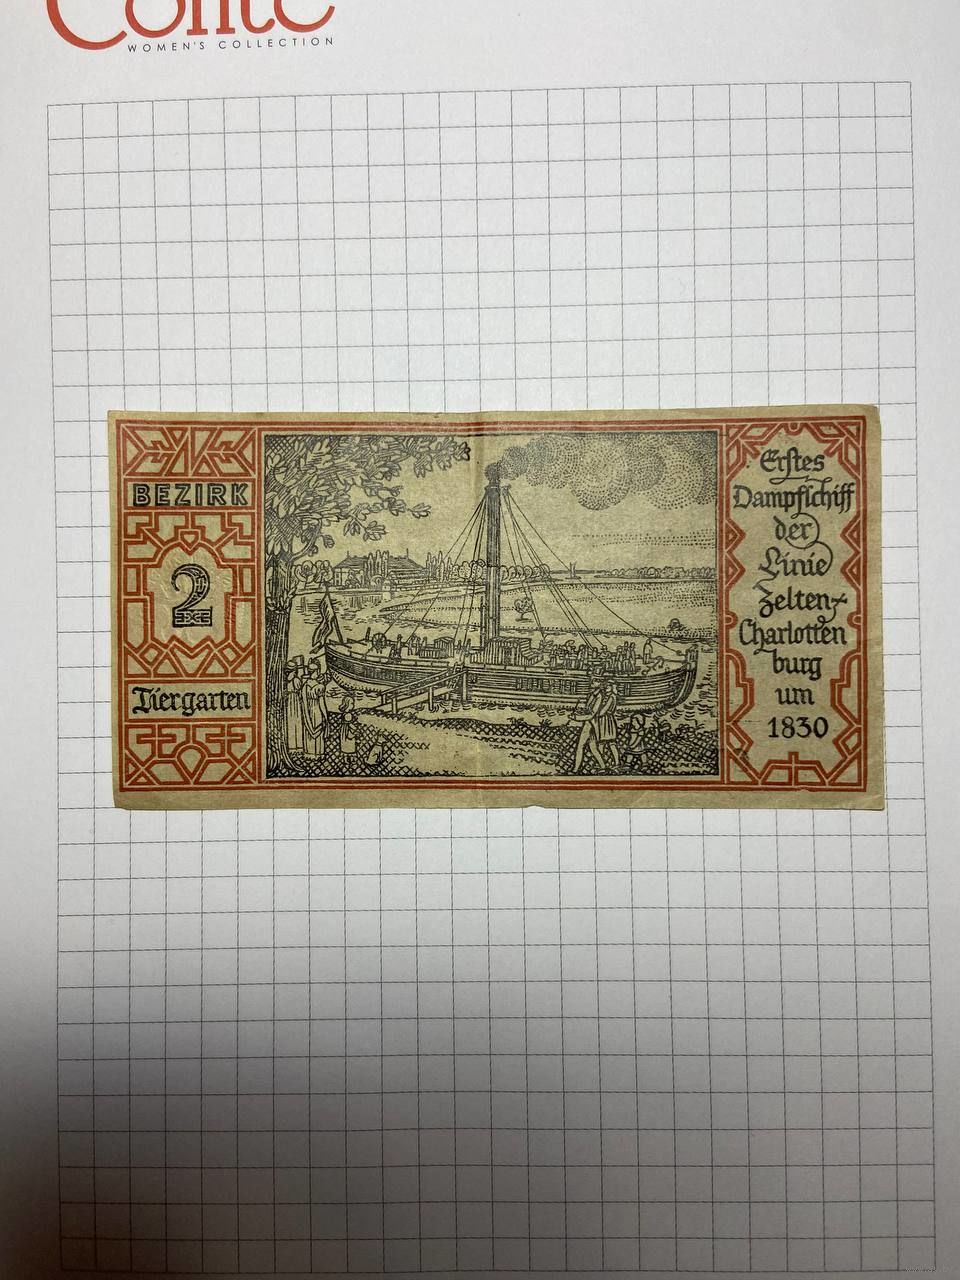 Conte
WOMEN'S COLLECTION
BEZIRK
2
Tiergarten
Erstes
Dampfschiff
der
Linie
Zelten-
Charlotten
burg
um
1830